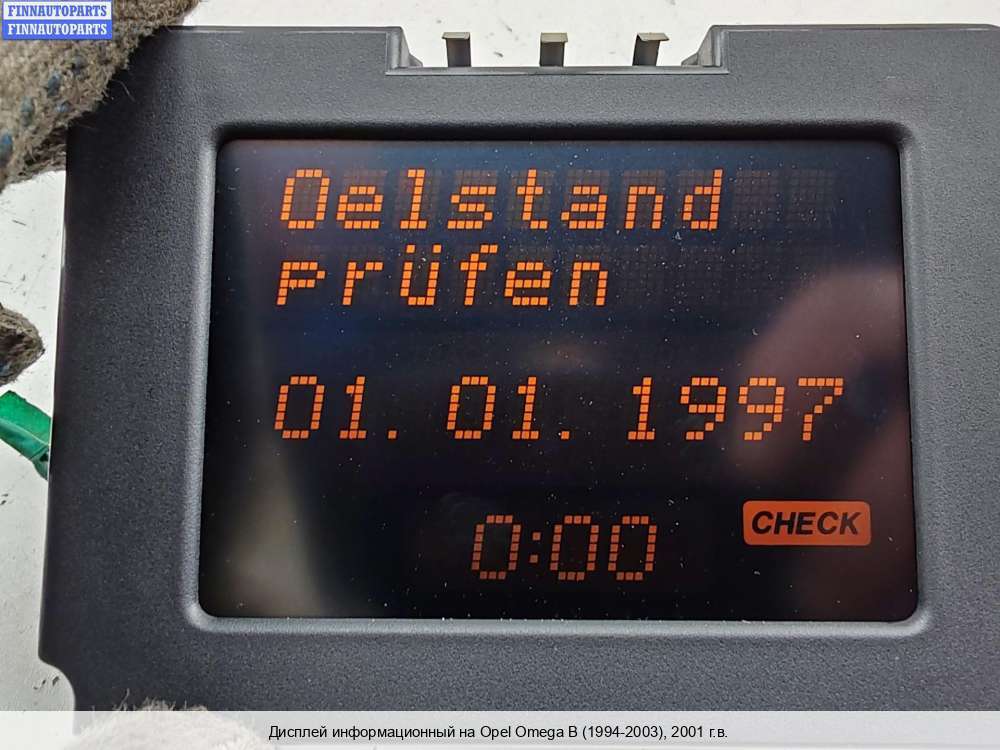 FINNAUTOPARTS
FINNAUTOPARTS
Oelstand
prüfen
01.01.1997
CHECK
0:00
Дисплей информационный на Opel Omega B (1994-2003), 2001 г.в.